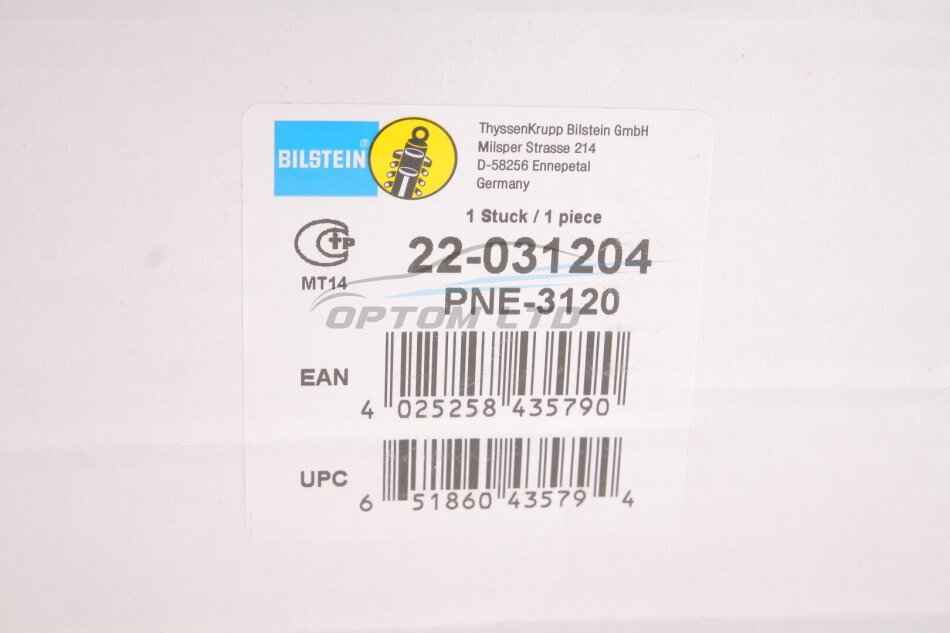 BILSTEIN®
ThyssenKrupp Bilstein GmbH
Milsper Strasse 214
D-58256 Ennepetal
Germany
1 Stuck / 1 piece
22-031204
PNE-3120
MT14
OPTOM LTD
EAN
4 025258 435790
UPC
6 51860 43579 4